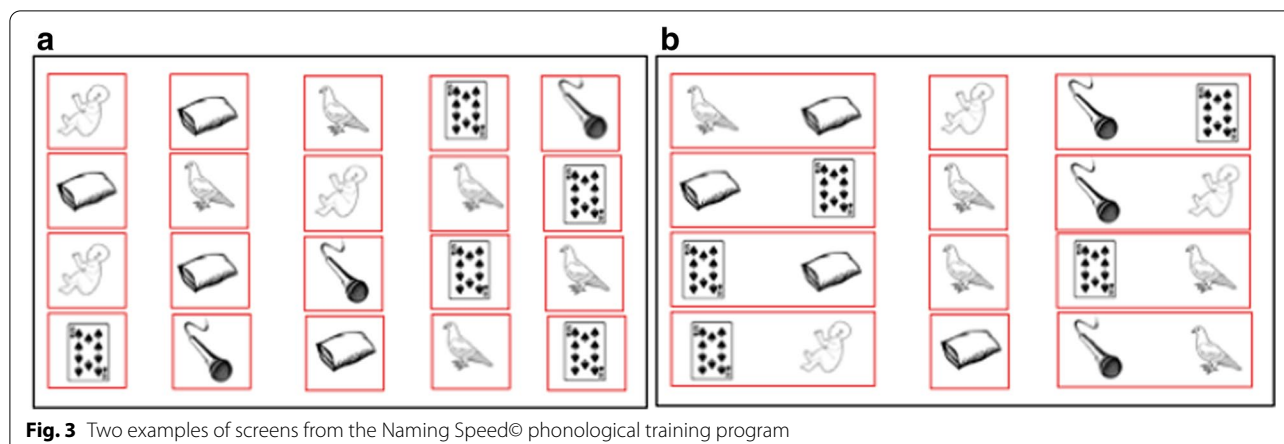 a
b
Fig. 3 Two examples of screens from the Naming Speed© phonological training program